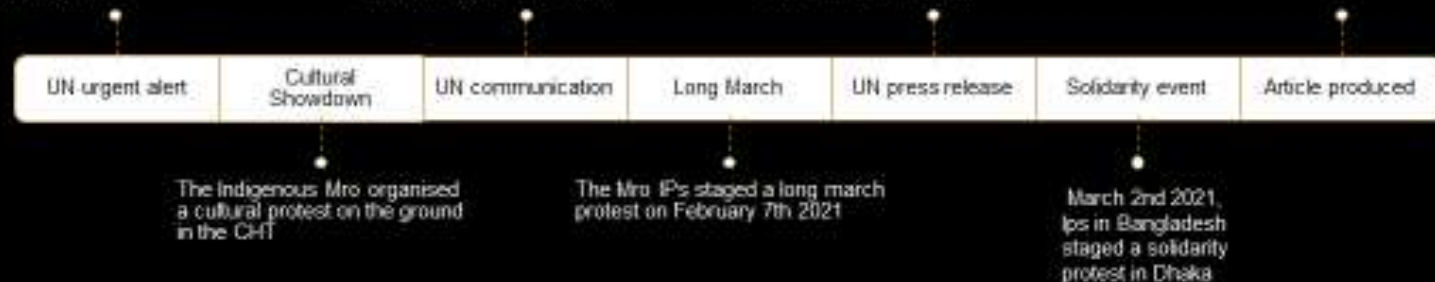 UN urgent alert
Cultural
Showdown
UN communication
Long March
UN press release
Solidarity event
Article produced
The Indigenous Mro organised
a cultural protest on the ground
in the CHT
The Mro IPs staged a long march
protest on February 7th 2021
March 2nd 2021,
Ips in Bangladesh
staged a solidarity
protest in Dhaka